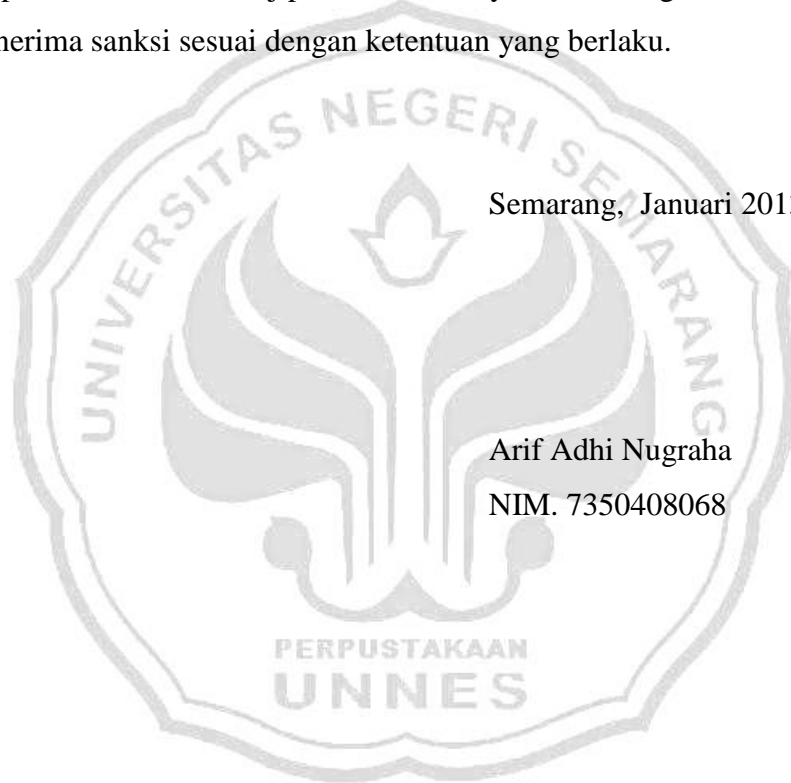 nerima sanksi sesuai dengan ketentuan yang berlaku.
UNIVERSITAS NEGERI SEMARANG
Semarang, Januari 201
Arif Adhi Nugraha
NIM. 7350408068
PERPUSTAKAAN
UNNES